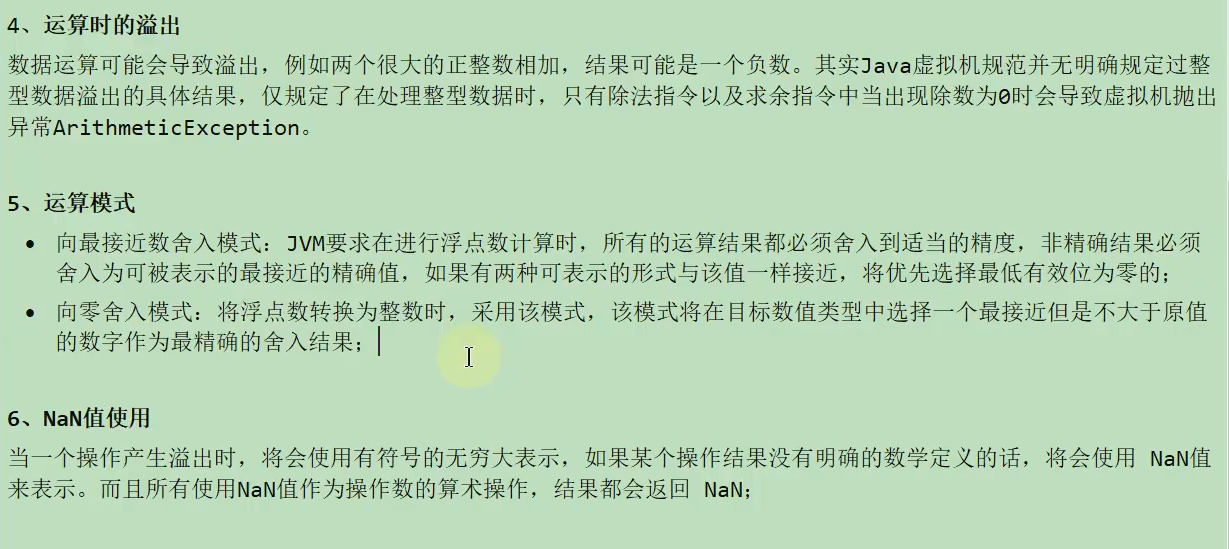 4、运算时的溢出
数据运算可能会导致溢出，例如两个很大的正整数相加，结果可能是一个负数。其实Java虚拟机规范并无明确规定过整
型数据溢出的具体结果，仅规定了在处理整型数据时，只有除法指令以及求余指令中当出现除数为0时会导致虚拟机抛出
异常ArithmeticException。
5、运算模式
• 向最接近数舍入模式：JVM要求在进行浮点数计算时，所有的运算结果都必须舍入到适当的精度，非精确结果必须
舍入为可被表示的最接近的精确值，如果有两种可表示的形式与该值一样接近，将优先选择最低有效位为零的；
• 向零舍入模式：将浮点数转换为整数时，采用该模式，该模式将在目标数值类型中选择一个最接近但是不大于原值
的数字作为最精确的舍入结果；
6、NaN值使用
当一个操作产生溢出时，将会使用有符号的无穷大表示，如果某个操作结果没有明确的数学定义的话，将会使用 NaN值
来表示。而且所有使用NaN值作为操作数的算术操作，结果都会返回 NaN；